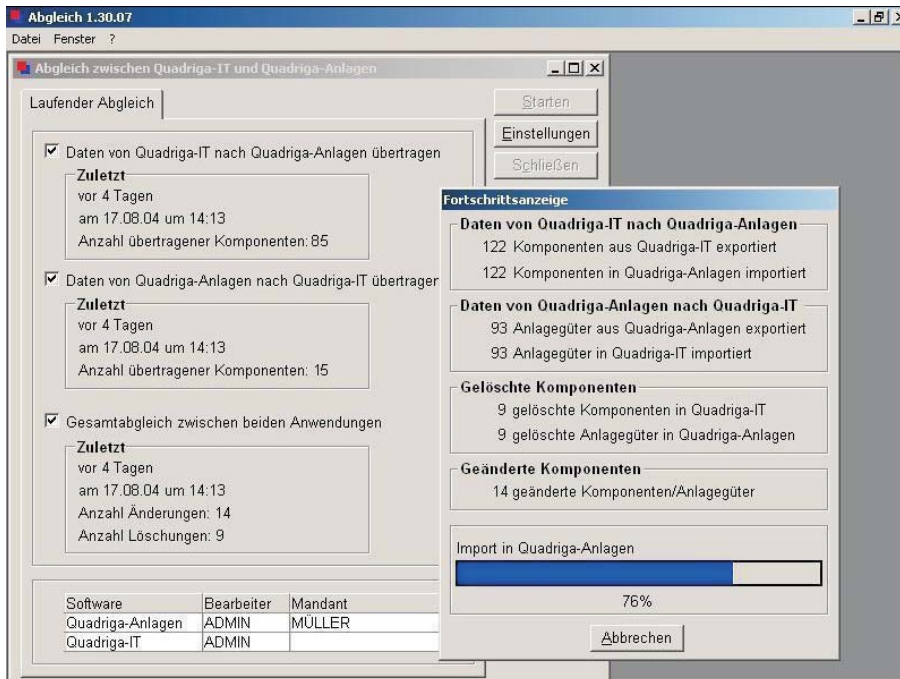 Abgleich 1.30.07
Datei Fenster ?
Abgleich zwischen Quadriga-IT und Quadriga-Anlagen
Laufender Abgleich
Starten
Einstellungen
Schließen
Daten von Quadriga-IT nach Quadriga-Anlagen übertragen
Zuletzt
vor 4 Tagen
am 17.08.04 um 14:13
Anzahl übertragener Komponenten: 85
Daten von Quadriga-Anlagen nach Quadriga-IT übertragen
Zuletzt
vor 4 Tagen
am 17.08.04 um 14:13
Anzahl übertragener Komponenten: 15
Gesamtabgleich zwischen beiden Anwendungen
Zuletzt
vor 4 Tagen
am 17.08.04 um 14:13
Anzahl Änderungen: 14
Anzahl Löschungen: 9
Software Bearbeiter Mandant
Quadriga-Anlagen ADMIN MÜLLER
Quadriga-IT ADMIN
Fortschrittsanzeige
Daten von Quadriga-IT nach Quadriga-Anlagen
122 Komponenten aus Quadriga-IT exportiert
122 Komponenten in Quadriga-Anlagen importiert
Daten von Quadriga-Anlagen nach Quadriga-IT
93 Anlagegüter aus Quadriga-Anlagen exportiert
93 Anlagegüter in Quadriga-IT importiert
Gelöschte Komponenten
9 gelöschte Komponenten in Quadriga-IT
9 gelöschte Anlagegüter in Quadriga-Anlagen
Geänderte Komponenten
14 geänderte Komponenten/Anlagegüter
Import in Quadriga-Anlagen
76%
Abbrechen